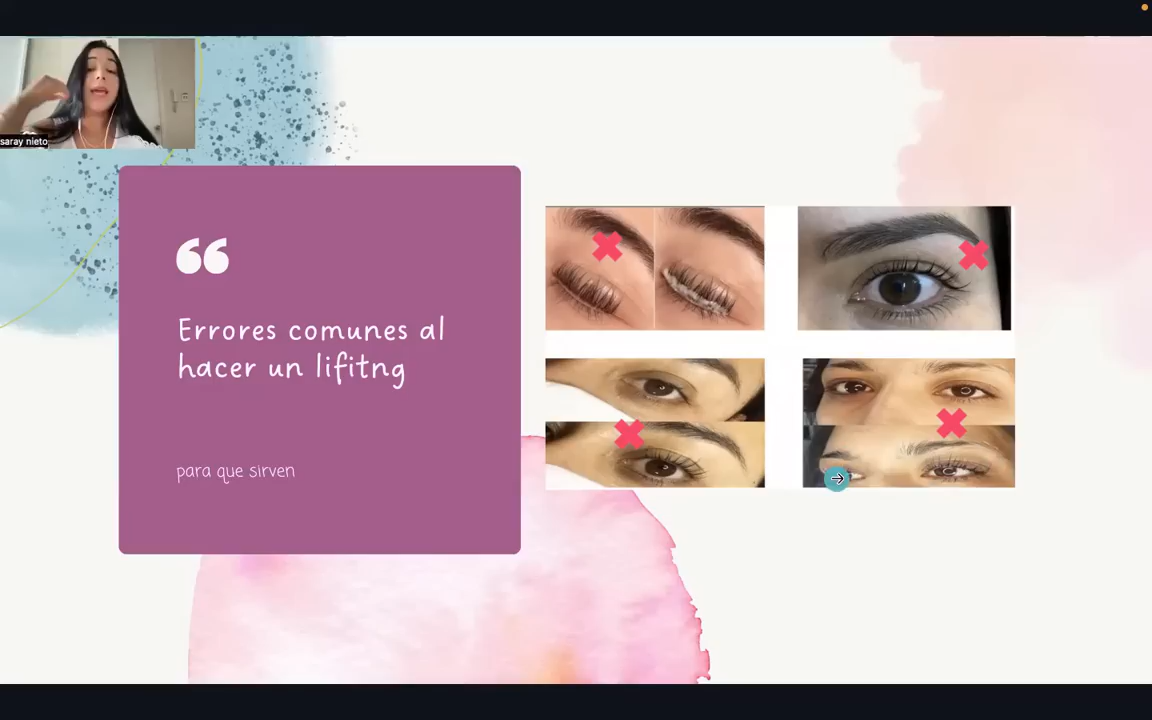 saray nieto
“
Errores comunes al
hacer un lifitng
para que sirven